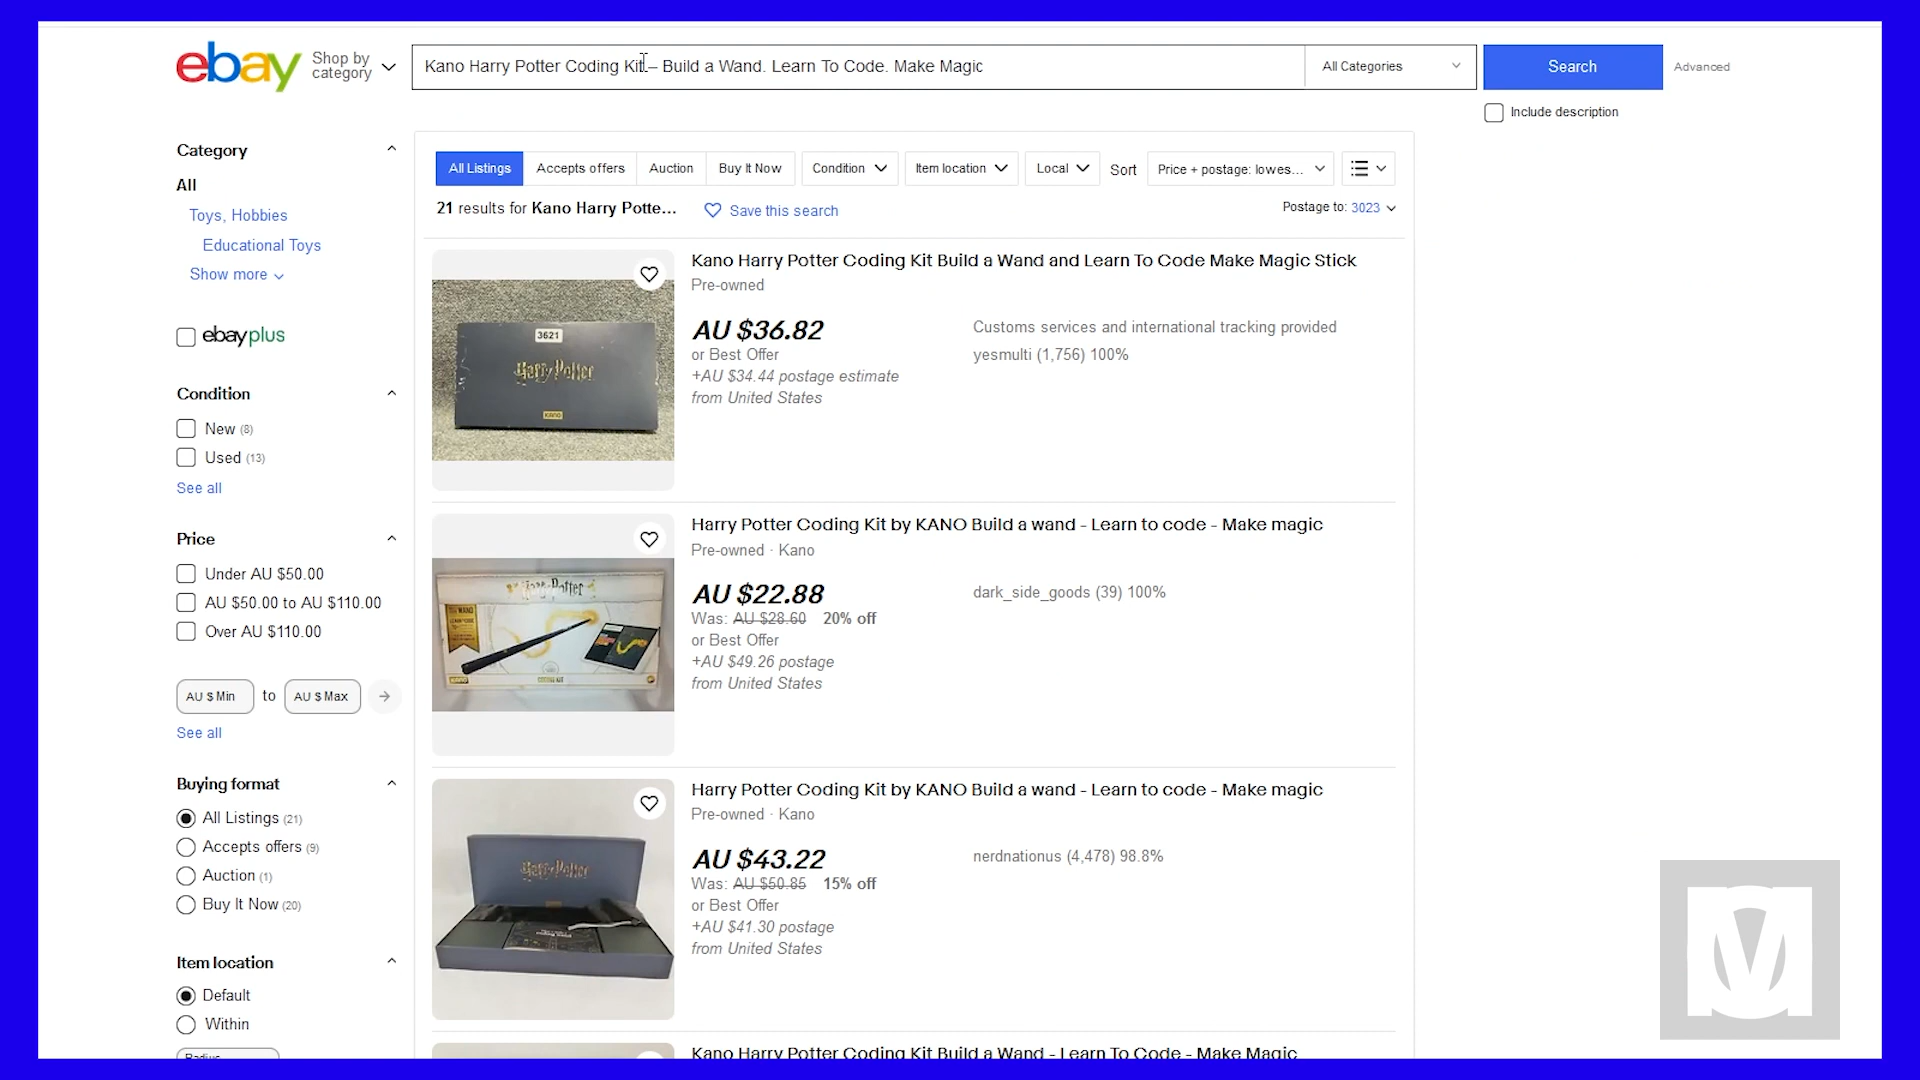 ebay
Shop by
category
Kano Harry Potter Coding Kit – Build a Wand. Learn To Code. Make Magic
All Categories
Search
Advanced
Include description
Category
All
Toys, Hobbies
Educational Toys
Show more
ebayplus
Condition
New (8)
Used (13)
See all
Price
Under AU $50.00
AU $50.00 to AU $110.00
Over AU $110.00
AU $ Min to AU $ Max
See all
Buying format
All Listings (21)
Accepts offers (9)
Auction (1)
Buy It Now (20)
Item location
Default
Within
Radius
All Listings
Accepts offers
Auction
Buy It Now
Condition
Item location
Local
Sort
Price + postage: lowes...
21 results for Kano Harry Potte...
Save this search
Postage to: 3023
3621
Harry Potter
KANO
Kano Harry Potter Coding Kit Build a Wand and Learn To Code Make Magic Stick
Pre-owned
AU $36.82
or Best Offer
+AU $34.44 postage estimate
from United States
Customs services and international tracking provided
yesmulti (1,756) 100%
Harry Potter
KANO
Harry Potter Coding Kit by KANO Build a wand - Learn to code - Make magic
Pre-owned · Kano
AU $22.88
Was: AU $28.60 20% off
or Best Offer
+AU $49.26 postage
from United States
dark_side_goods (39) 100%
Harry Potter
Harry Potter Coding Kit by KANO Build a wand - Learn to code - Make magic
Pre-owned · Kano
AU $43.22
Was: AU $50.85 15% off
or Best Offer
+AU $41.30 postage
from United States
nerdnationus (4,478) 98.8%
Kano Harry Potter Coding Kit Build a Wand - Learn To Code - Make Magic